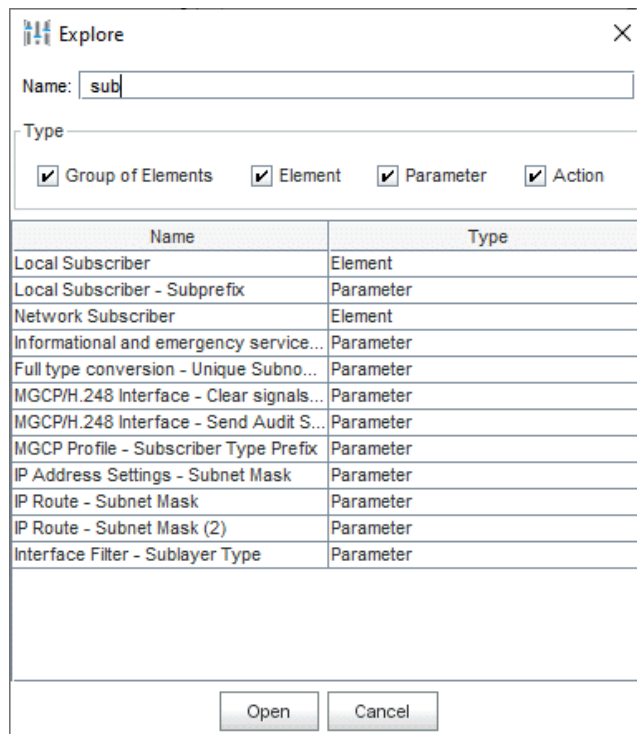 Explore
Name: sub
Type
Group of Elements Element Parameter Action
Name Type
Local Subscriber Element
Local Subscriber - Subprefix Parameter
Network Subscriber Element
Informational and emergency service... Parameter
Full type conversion - Unique Subno... Parameter
MGCP/H.248 Interface - Clear signals... Parameter
MGCP/H.248 Interface - Send Audit S... Parameter
MGCP Profile - Subscriber Type Prefix Parameter
IP Address Settings - Subnet Mask Parameter
IP Route - Subnet Mask Parameter
IP Route - Subnet Mask (2) Parameter
Interface Filter - Sublayer Type Parameter
Open Cancel